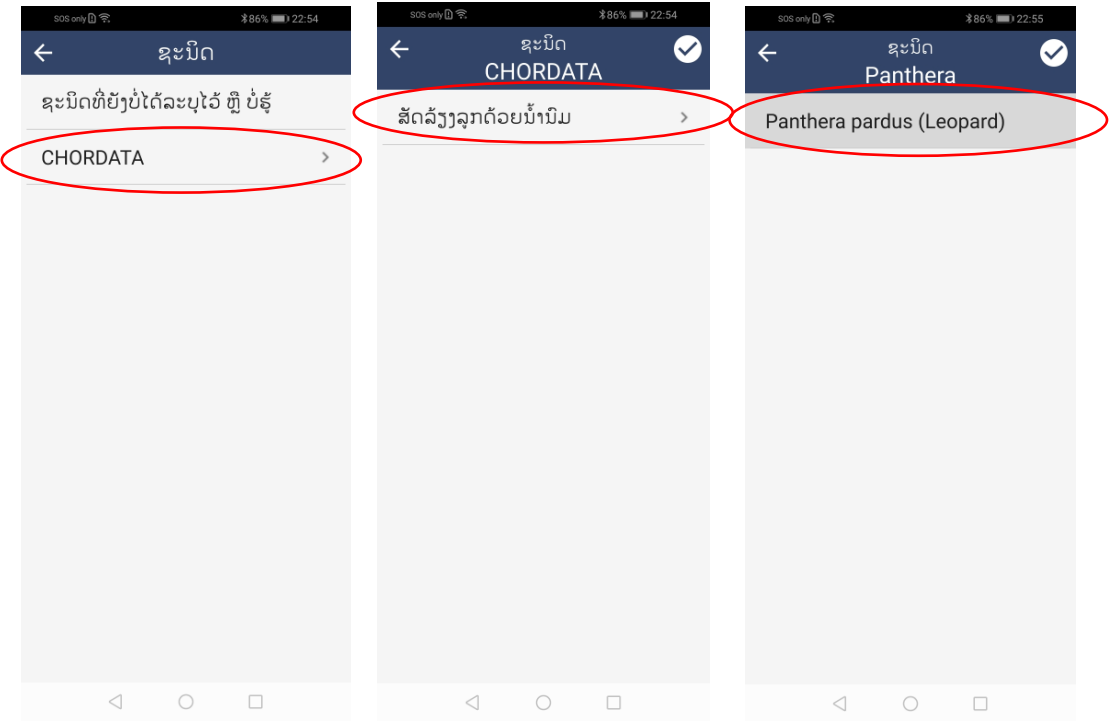 SOS only 86% 22:54
ຊະນິດ
ຊະນິດທີ່ຍັງບໍ່ໄດ້ລະບຸໄວ້ ຫຼື ບໍ່ຮູ້
CHORDATA
SOS only 86% 22:54
ຊະນິດ
CHORDATA
ສັດລ້ຽງລູກດ້ວຍນ້ຳນົມ
SOS only 86% 22:55
ຊະນິດ
Panthera
Panthera pardus (Leopard)